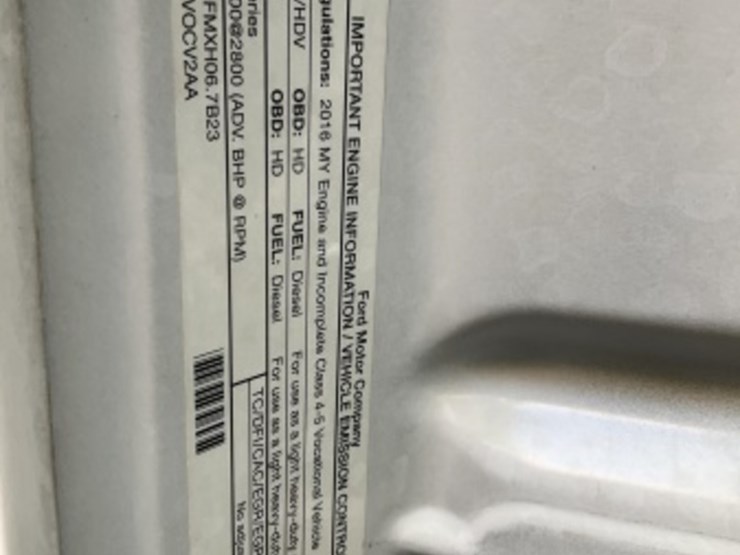 Ford Motor Company
IMPORTANT ENGINE INFORMATION / VEHICLE EMISSION CONTRO
gulations: 2016 MY Engine and Incomplete Class 4-5 Vocational Vehicle
/HDV OBD: HD FUEL: Diesel For use as a light heavy-duty
OBD: HD FUEL: Diesel For use as a light heavy-duty
ries TC/DFI/CAC/EGR/EGR
00@2800 (ADV. BHP @ RPM) No
FMXH06.7B23
VOCV2AA